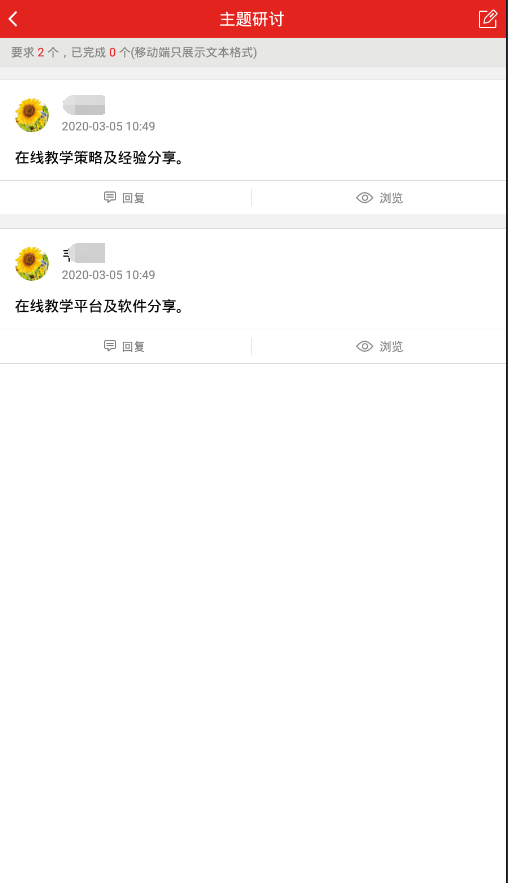 主题研讨
要求 2 个，已完成 0 个(移动端只展示文本格式)
2020-03-05 10:49
在线教学策略及经验分享。
回复
浏览
2020-03-05 10:49
在线教学平台及软件分享。
回复
浏览